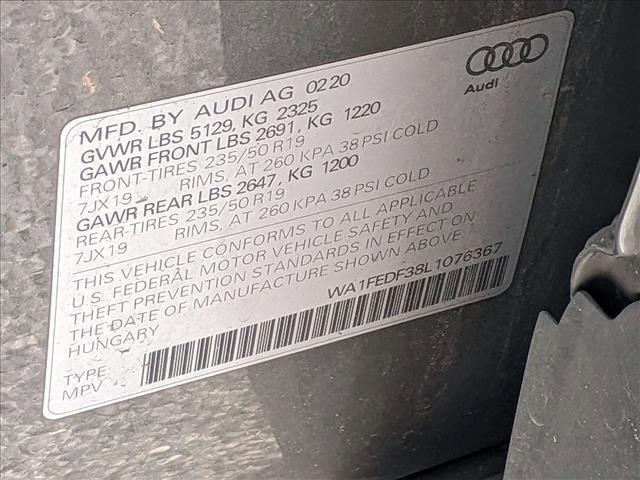 Audi
MFD. BY AUDI AG 0220
GVWR LBS 5129, KG 2325
GAWR FRONT LBS 2691, KG 1220
FRONT-TIRES 235/50 R19
7JX19 RIMS, AT 260 KPA 38 PSI COLD
GAWR REAR LBS 2647, KG 1200
REAR-TIRES 235/50 R19
7JX19 RIMS, AT 260 KPA 38 PSI COLD
THIS VEHICLE CONFORMS TO ALL APPLICABLE
U.S. FEDERAL MOTOR VEHICLE SAFETY AND
THEFT PREVENTION STANDARDS IN EFFECT ON
THE DATE OF MANUFACTURE SHOWN ABOVE
HUNGARY
WA1FEDF38L1076367
TYPE
MPV